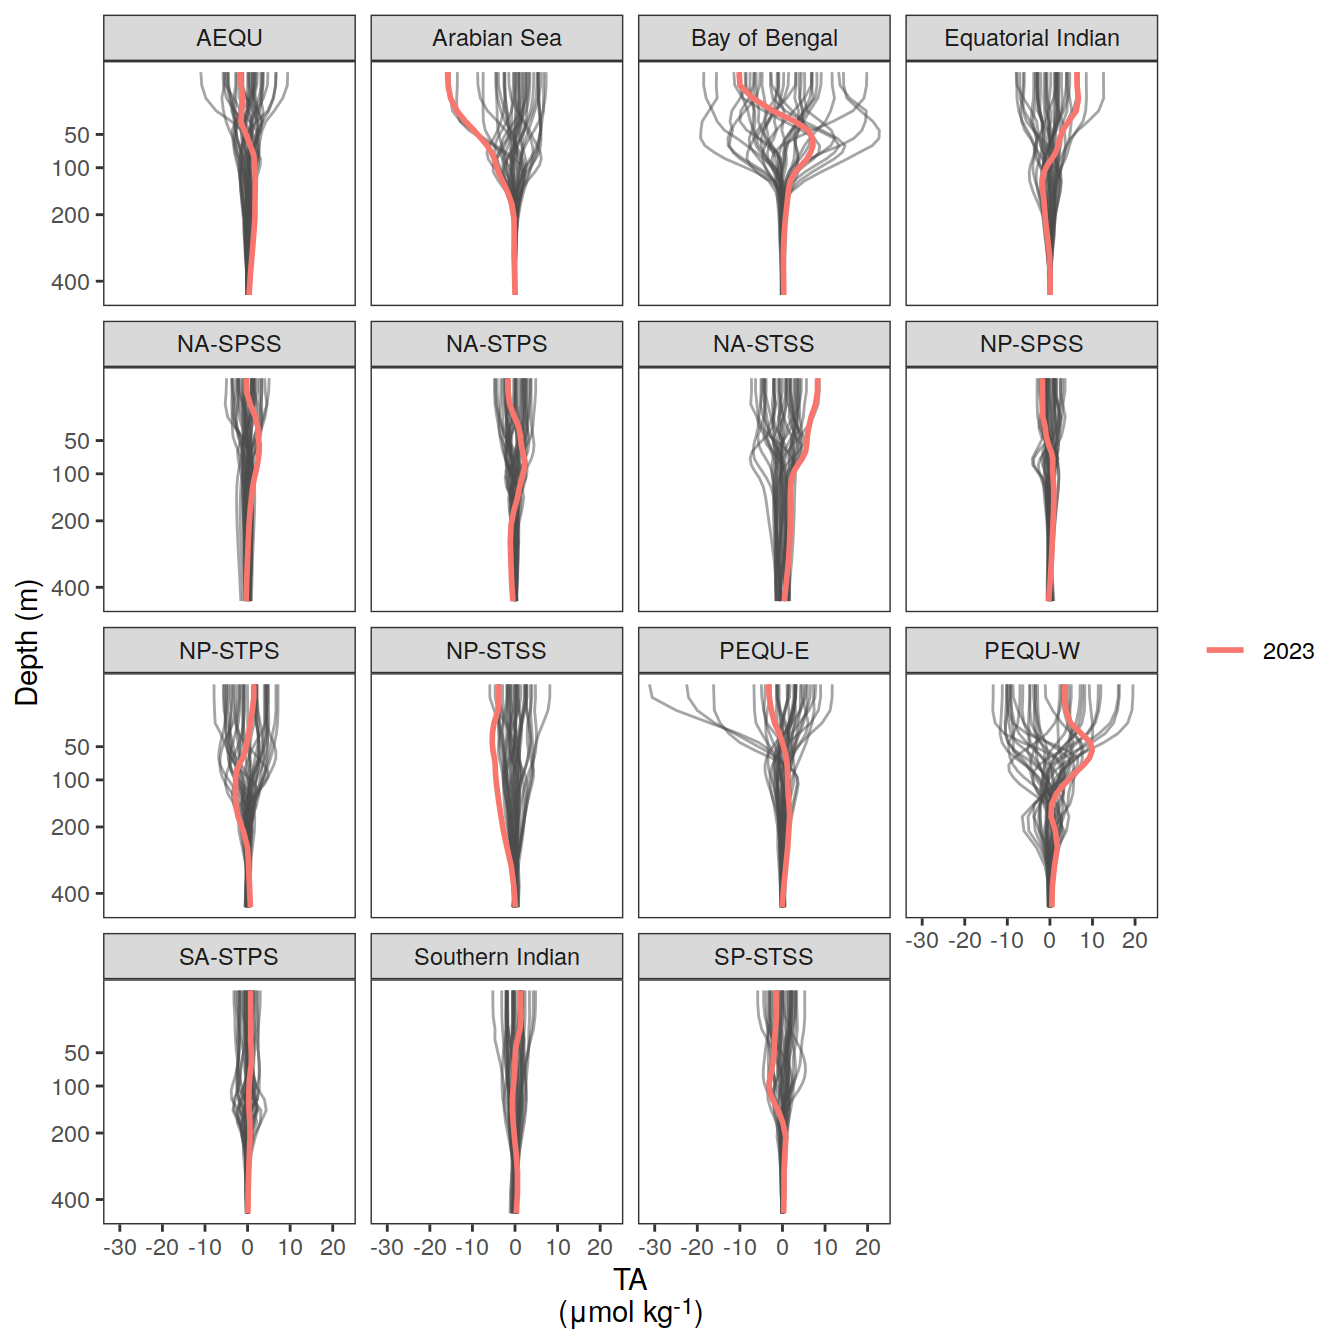 AEQU
Arabian Sea
Bay of Bengal
Equatorial Indian
50
100
200
400
NA-SPSS
NA-STPS
NA-STSS
NP-SPSS
50
100
200
400
NP-STPS
NP-STSS
PEQU-E
PEQU-W
50
100
200
400
-30 -20 -10 0 10 20
SA-STPS
Southern Indian
SP-STSS
50
100
200
400
-30 -20 -10 0 10 20
-30 -20 -10 0 10 20
-30 -20 -10 0 10 20
Depth (m)
TA
(µmol kg⁻¹)
2023